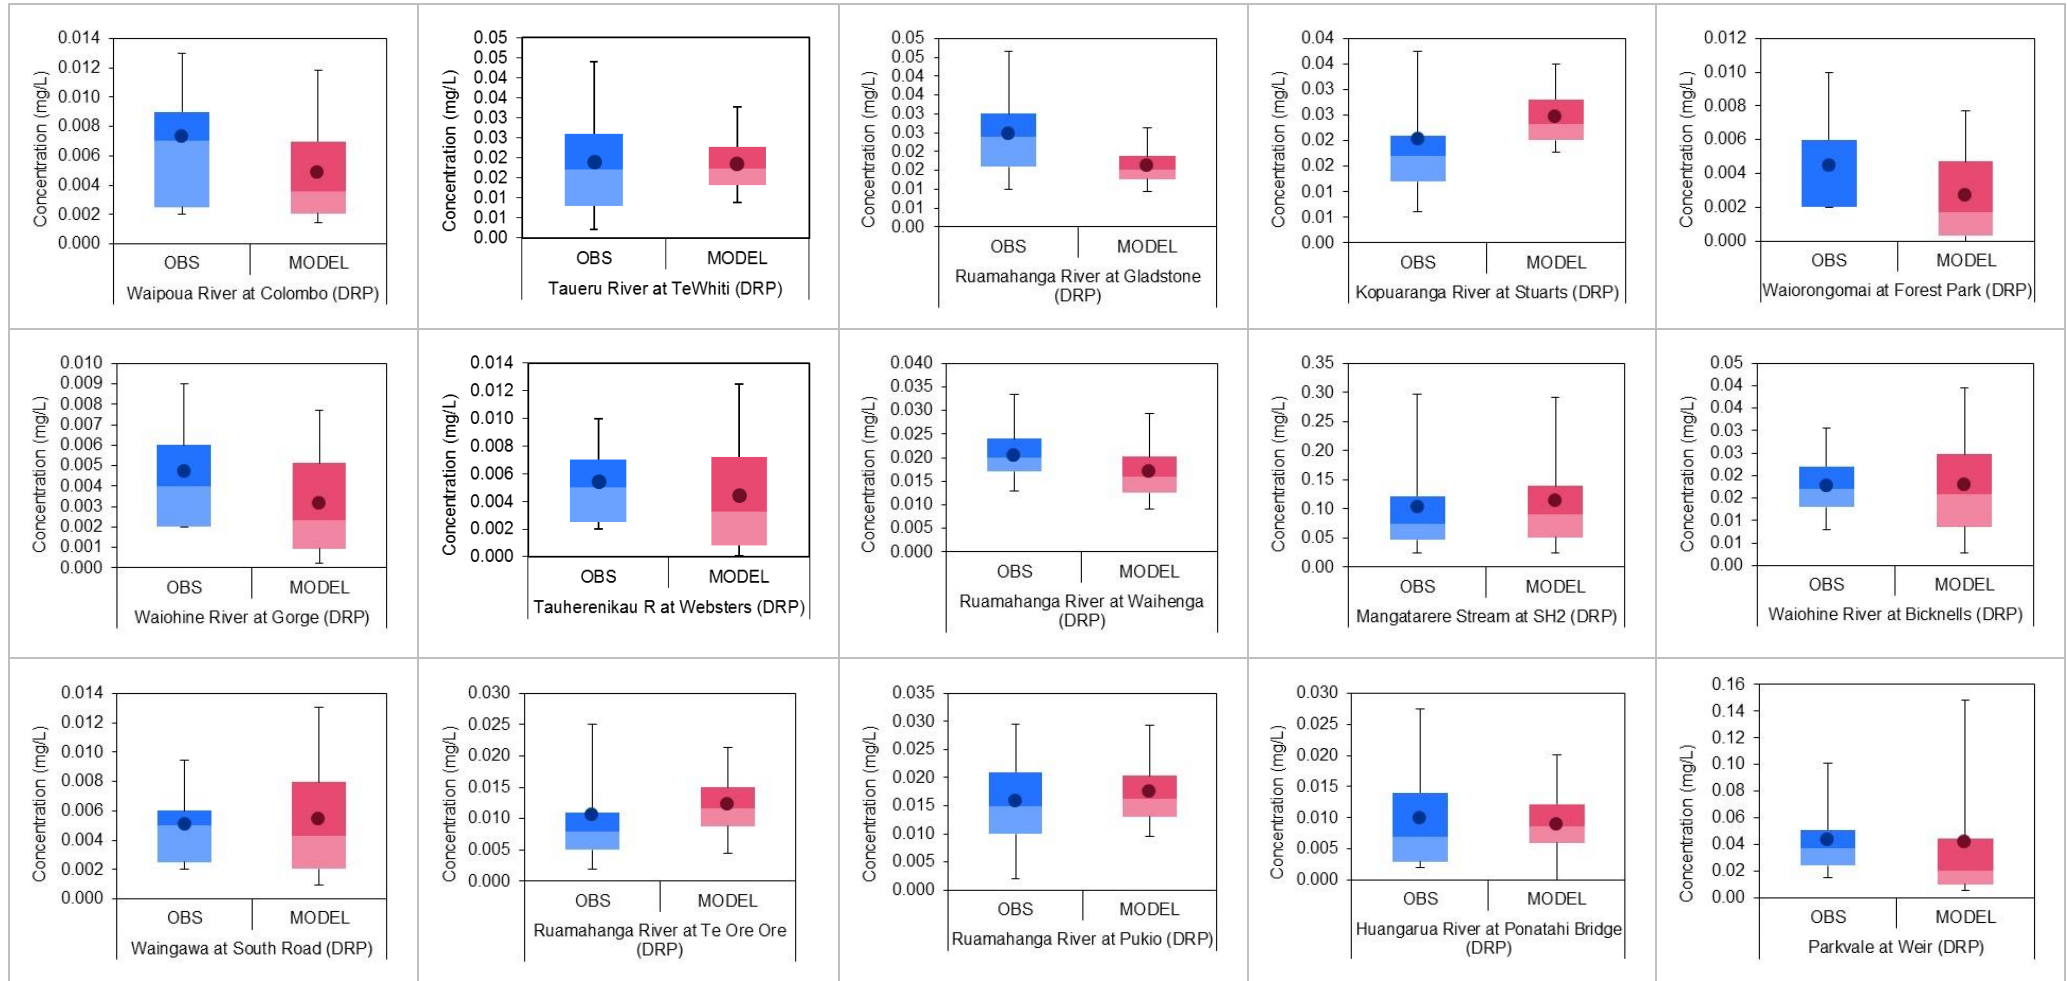 Concentration (mg/L)
0.014
0.012
0.010
0.008
0.006
0.004
0.002
0.000
OBS MODEL
Waipoua River at Colombo (DRP)
Concentration (mg/L)
0.05
0.05
0.04
0.04
0.03
0.03
0.02
0.02
0.01
0.01
0.00
OBS MODEL
Taueru River at TeWhiti (DRP)
Concentration (mg/L)
0.05
0.05
0.04
0.04
0.03
0.03
0.02
0.02
0.01
0.01
0.00
OBS MODEL
Ruamahanga River at Gladstone
(DRP)
Concentration (mg/L)
0.04
0.04
0.03
0.03
0.02
0.02
0.01
0.01
0.00
OBS MODEL
Kopuaranga River at Stuarts (DRP)
Concentration (mg/L)
0.012
0.010
0.008
0.006
0.004
0.002
0.000
OBS MODEL
Waiorongomai at Forest Park (DRP)
Concentration (mg/L)
0.010
0.009
0.008
0.007
0.006
0.005
0.004
0.003
0.002
0.001
0.000
OBS MODEL
Waiohine River at Gorge (DRP)
Concentration (mg/L)
0.014
0.012
0.010
0.008
0.006
0.004
0.002
0.000
OBS MODEL
Tauherenikau R at Websters (DRP)
Concentration (mg/L)
0.040
0.035
0.030
0.025
0.020
0.015
0.010
0.005
0.000
OBS MODEL
Ruamahanga River at Waihenga
(DRP)
Concentration (mg/L)
0.35
0.30
0.25
0.20
0.15
0.10
0.05
0.00
OBS MODEL
Mangatarere Stream at SH2 (DRP)
Concentration (mg/L)
0.05
0.04
0.04
0.03
0.03
0.02
0.02
0.01
0.01
0.00
OBS MODEL
Waiohine River at Bicknells (DRP)
Concentration (mg/L)
0.014
0.012
0.010
0.008
0.006
0.004
0.002
0.000
OBS MODEL
Waingawa at South Road (DRP)
Concentration (mg/L)
0.030
0.025
0.020
0.015
0.010
0.005
0.000
OBS MODEL
Ruamahanga River at Te Ore Ore
(DRP)
Concentration (mg/L)
0.035
0.030
0.025
0.020
0.015
0.010
0.005
0.000
OBS MODEL
Ruamahanga River at Pukio (DRP)
Concentration (mg/L)
0.030
0.025
0.020
0.015
0.010
0.005
0.000
OBS MODEL
Huangarua River at Ponatahi Bridge
(DRP)
Concentration (mg/L)
0.16
0.14
0.12
0.10
0.08
0.06
0.04
0.02
0.00
OBS MODEL
Parkvale at Weir (DRP)